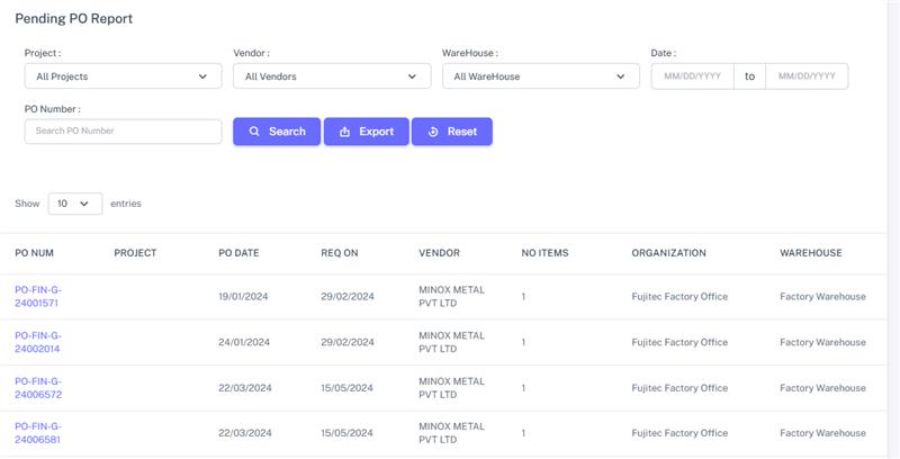 Pending PO Report
Project :
Vendor :
WareHouse :
Date :
All Projects
All Vendors
All WareHouse
MM/DD/YYYY to MM/DD/YYYY
PO Number :
Search PO Number
Search
Export
Reset
Show 10 entries
PO NUM PROJECT PO DATE REQ ON VENDOR NO ITEMS ORGANIZATION WAREHOUSE
PO-FIN-G-
24001571
19/01/2024 29/02/2024
MINOX METAL
PVT LTD
1 Fujitec Factory Office Factory Warehouse
PO-FIN-G-
24002014
24/01/2024 29/02/2024
MINOX METAL
PVT LTD
1 Fujitec Factory Office Factory Warehouse
PO-FIN-G-
24006572
22/03/2024 15/05/2024
MINOX METAL
PVT LTD
1 Fujitec Factory Office Factory Warehouse
PO-FIN-G-
24006581
22/03/2024 15/05/2024
MINOX METAL
PVT LTD
1 Fujitec Factory Office Factory Warehouse